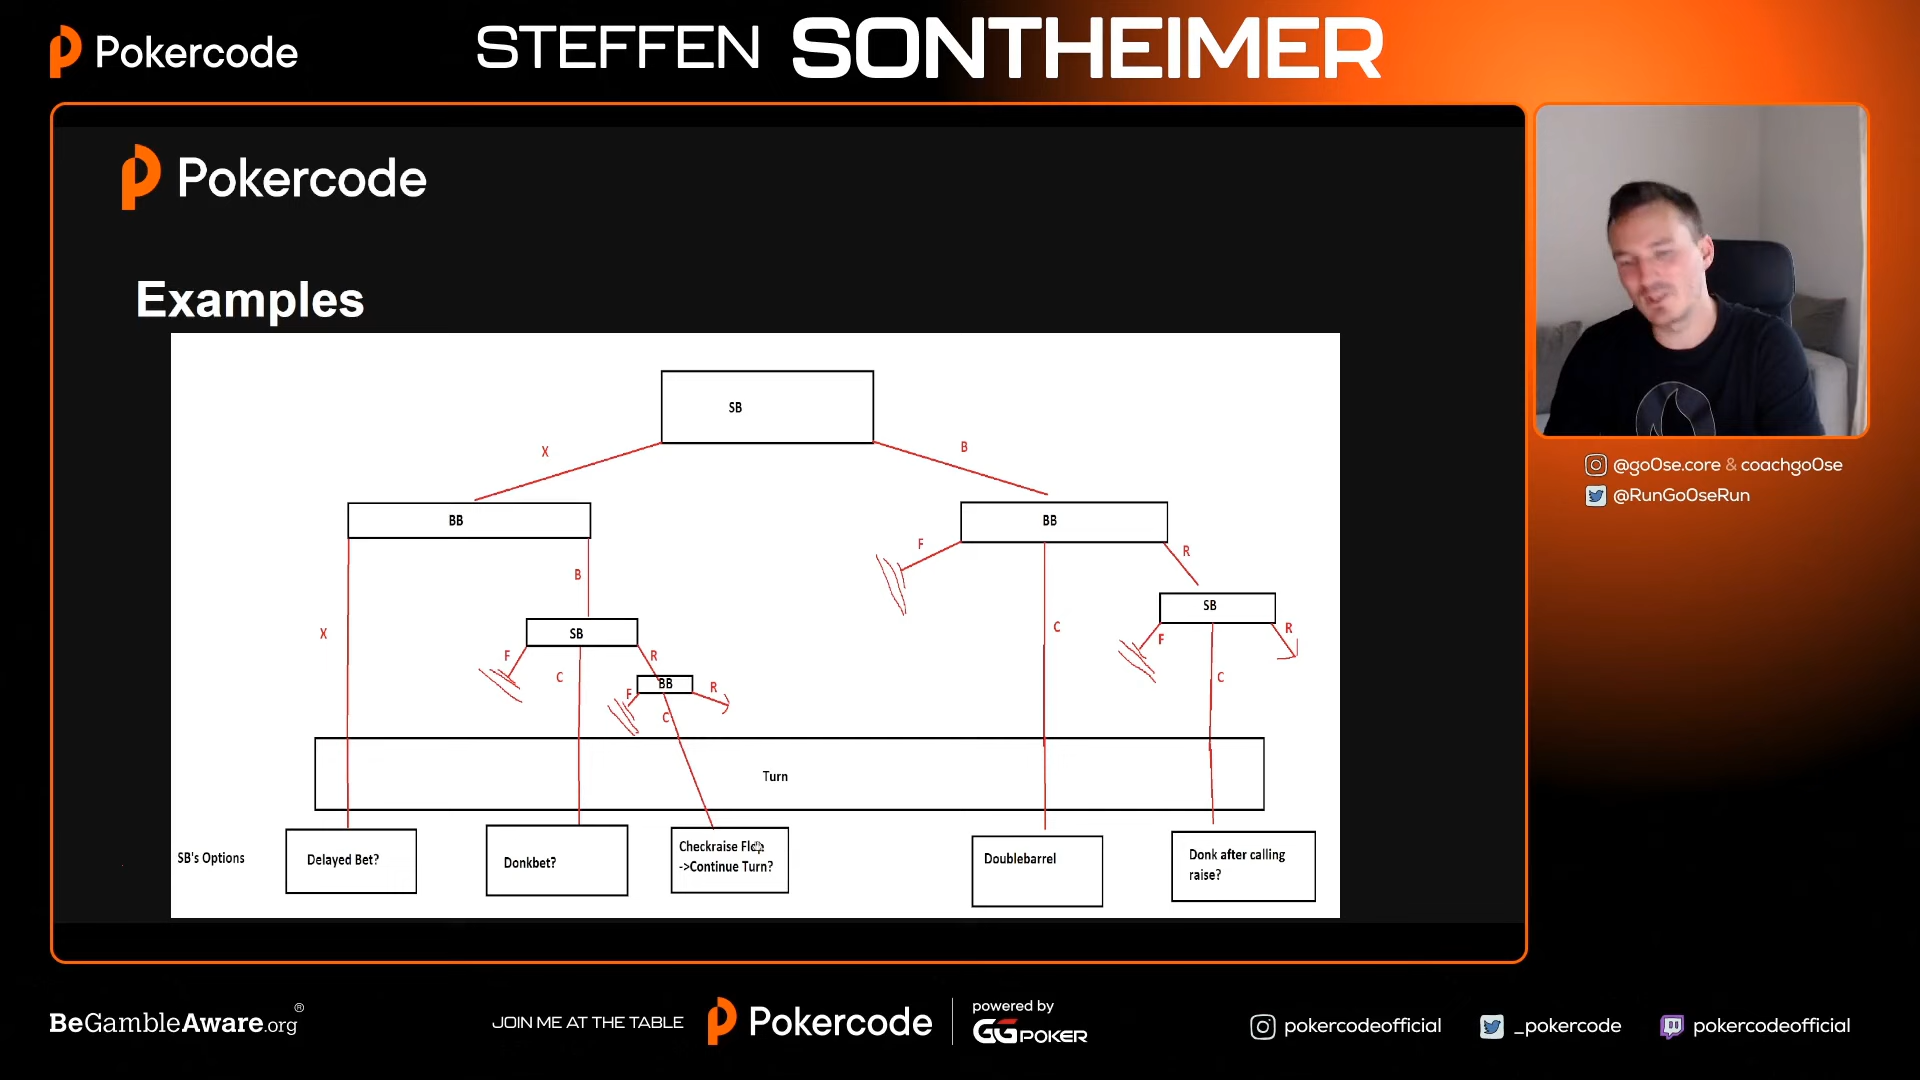 Pokercode
STEFFEN SONTHEIMER
Pokercode
Examples
SB
X
B
BB
BB
F
R
B
SB
X
SB
C
F
R
F
R
C
BB
F
R
C
C
Turn
SB's Options
Delayed Bet?
Donkbet?
Checkraise Flop
->Continue Turn?
Doublebarrel
Donk after calling
raise?
@go0se.core & coachgo0se
@RunGo0seRun
BeGambleAware.org®
JOIN ME AT THE TABLE
Pokercode
powered by
GGPOKER
pokercodeofficial
_pokercode
pokercodeofficial